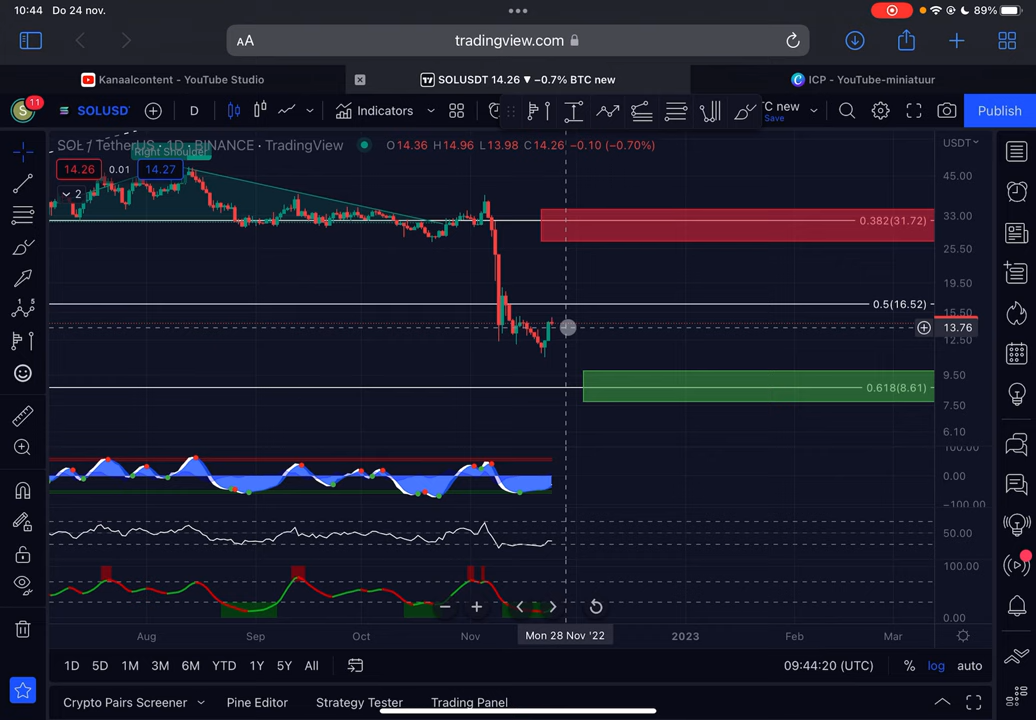 10:44 Do 24 nov. 89%
AA tradingview.com
Kanaalcontent - YouTube Studio SOLUSDT 14.26 ▼ −0.7% BTC new ICP - YouTube-miniatuur
S 11 SOLUSD D Indicators TC new Save Publish
SOL / TetherUS · 1D · BINANCE · TradingView O14.36 H14.96 L13.98 C14.26 −0.10 (−0.70%) USDT
Right Shoulder
14.26 0.01 14.27
2
45.00
33.00
0.382(31.72)
25.50
19.50
0.5(16.52)
15.50
13.76
12.50
9.50
0.618(8.61)
7.50
6.10
100.00
0.00
−100.00
50.00
100.00
0.00
Aug Sep Oct Nov Mon 28 Nov '22 2023 Feb Mar
1D 5D 1M 3M 6M YTD 1Y 5Y All 09:44:20 (UTC) % log auto
Crypto Pairs Screener Pine Editor Strategy Tester Trading Panel